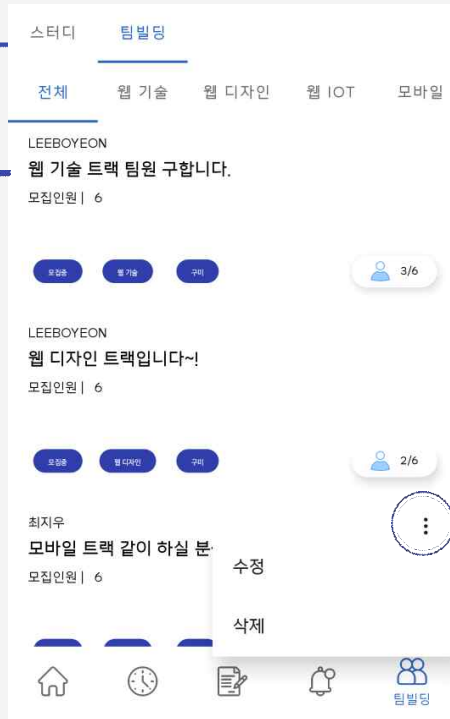 스터디 팀빌딩
전체 웹 기술 웹 디자인 웹 IOT 모바일
LEEBOYEON
웹 기술 트랙 팀원 구합니다.
모집인원 | 6
모집중 웹 기술 구미 3/6
LEEBOYEON
웹 디자인 트랙입니다~!
모집인원 | 6
모집중 웹 디자인 구미 2/6
최지우
모바일 트랙 같이 하실 분
모집인원 | 6
수정
삭제
팀빌딩